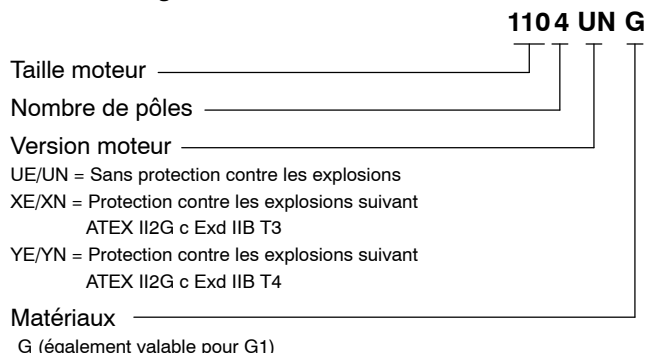 110 4 UN G
Taille moteur
Nombre de pôles
Version moteur
UE/UN = Sans protection contre les explosions
XE/XN = Protection contre les explosions suivant
ATEX II2G c Exd IIB T3
YE/YN = Protection contre les explosions suivant
ATEX II2G c Exd IIB T4
Matériaux
G (également valable pour G1)